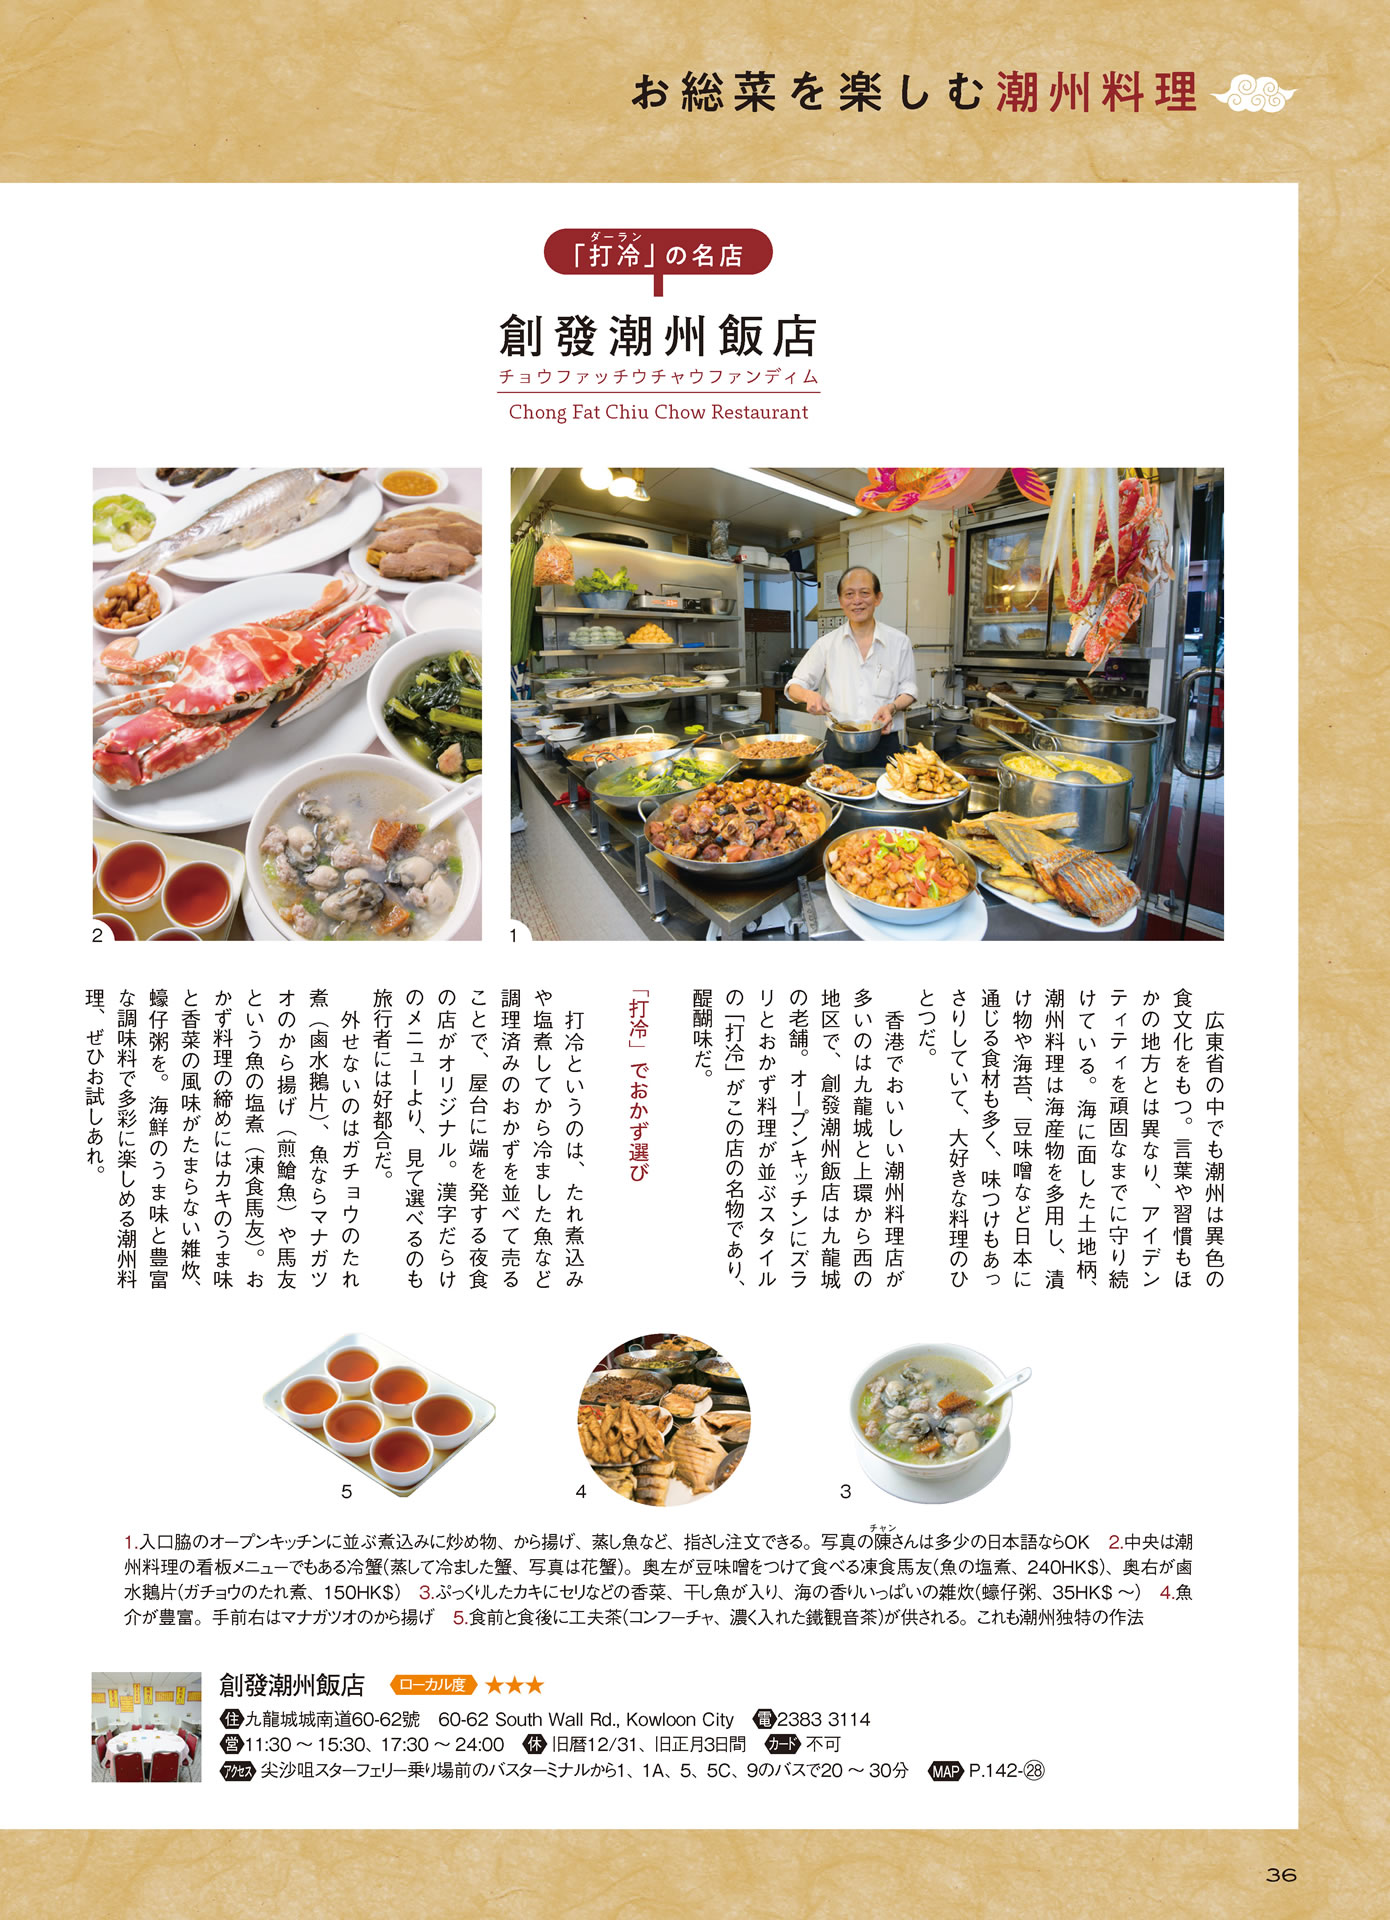 お総菜を楽しむ潮州料理
ダーラン
「打冷」の名店
創發潮州飯店
チョウファッチウチャウファンディム
Chong Fat Chiu Chow Restaurant
2
1
広東省の中でも潮州は異色の
食文化をもつ。言葉や習慣もほ
かの地方とは異なり、アイデン
ティティを頑固なまでに守り続
けている。海に面した土地柄、
潮州料理は海産物を多用し、漬
け物や海苔、豆味噌など日本に
通じる食材も多く、味つけもあっ
さりしていて、大好きな料理のひ
とつだ。
香港でおいしい潮州料理店が
多いのは九龍城と上環から西の
地区で、創發潮州飯店は九龍城
の老舗。オープンキッチンにズラ
リとおかず料理が並ぶスタイル
の「打冷」がこの店の名物であり、
醍醐味だ。
「打冷」でおかず選び
打冷というのは、たれ煮込み
や塩煮してから冷ました魚など
調理済みのおかずを並べて売る
ことで、屋台に端を発する夜食
の店がオリジナル。漢字だらけ
のメニューより、見て選べるのも
旅行者には好都合だ。
外せないのはガチョウのたれ
煮（鹵水鵝片）、魚ならマナガツ
オのから揚げ（煎鯧魚）や馬友
という魚の塩煮（凍食馬友）。お
かず料理の締めにはカキのうま味
と香菜の風味がたまらない雑炊、
蠔仔粥を。海鮮のうま味と豊富
な調味料で多彩に楽しめる潮州料
理、ぜひお試しあれ。
5
4
3
チャン
1.入口脇のオープンキッチンに並ぶ煮込みに炒め物、から揚げ、蒸し魚など、指さし注文できる。写真の陳さんは多少の日本語ならOK　2.中央は潮
州料理の看板メニューでもある冷蟹(蒸して冷ました蟹、写真は花蟹)。奥左が豆味噌をつけて食べる凍食馬友(魚の塩煮、240HK$)、奥右が鹵
水鵝片(ガチョウのたれ煮、150HK$)　3.ぷっくりしたカキにセリなどの香菜、干し魚が入り、海の香りいっぱいの雑炊(蠔仔粥、35HK$～)　4.魚
介が豊富。手前右はマナガツオのから揚げ　5.食前と食後に工夫茶(コンフーチャ、濃く入れた鐵観音茶)が供される。これも潮州独特の作法
創發潮州飯店　ローカル度 ★★★
住九龍城城南道60-62號　60-62 South Wall Rd., Kowloon City　電2383 3114
営11:30～15:30、17:30～24:00　休旧暦12/31、旧正月3日間　カード不可
アクセス尖沙咀スターフェリー乗り場前のバスターミナルから1、1A、5、5C、9のバスで20～30分　MAP P.142-㉘
36